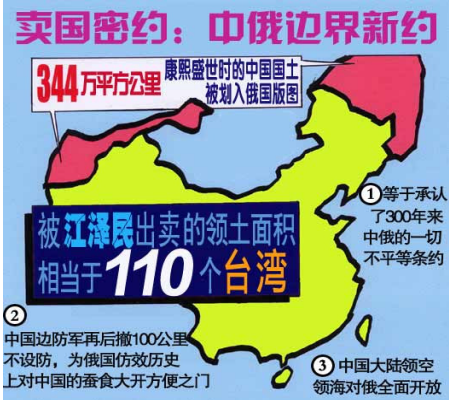 卖国密约：中俄边界新约
344万平方公里
康熙盛世时的中国国土
被划入俄国版图
①等于承认
了300年来
中俄的一切
不平等条约
被江泽民出卖的领土面积
相当于110个台湾
②
中国边防军再后撤100公里
不设防，为俄国仿效历史
上对中国的蚕食大开方便之门
③中国大陆领空
领海对俄全面开放